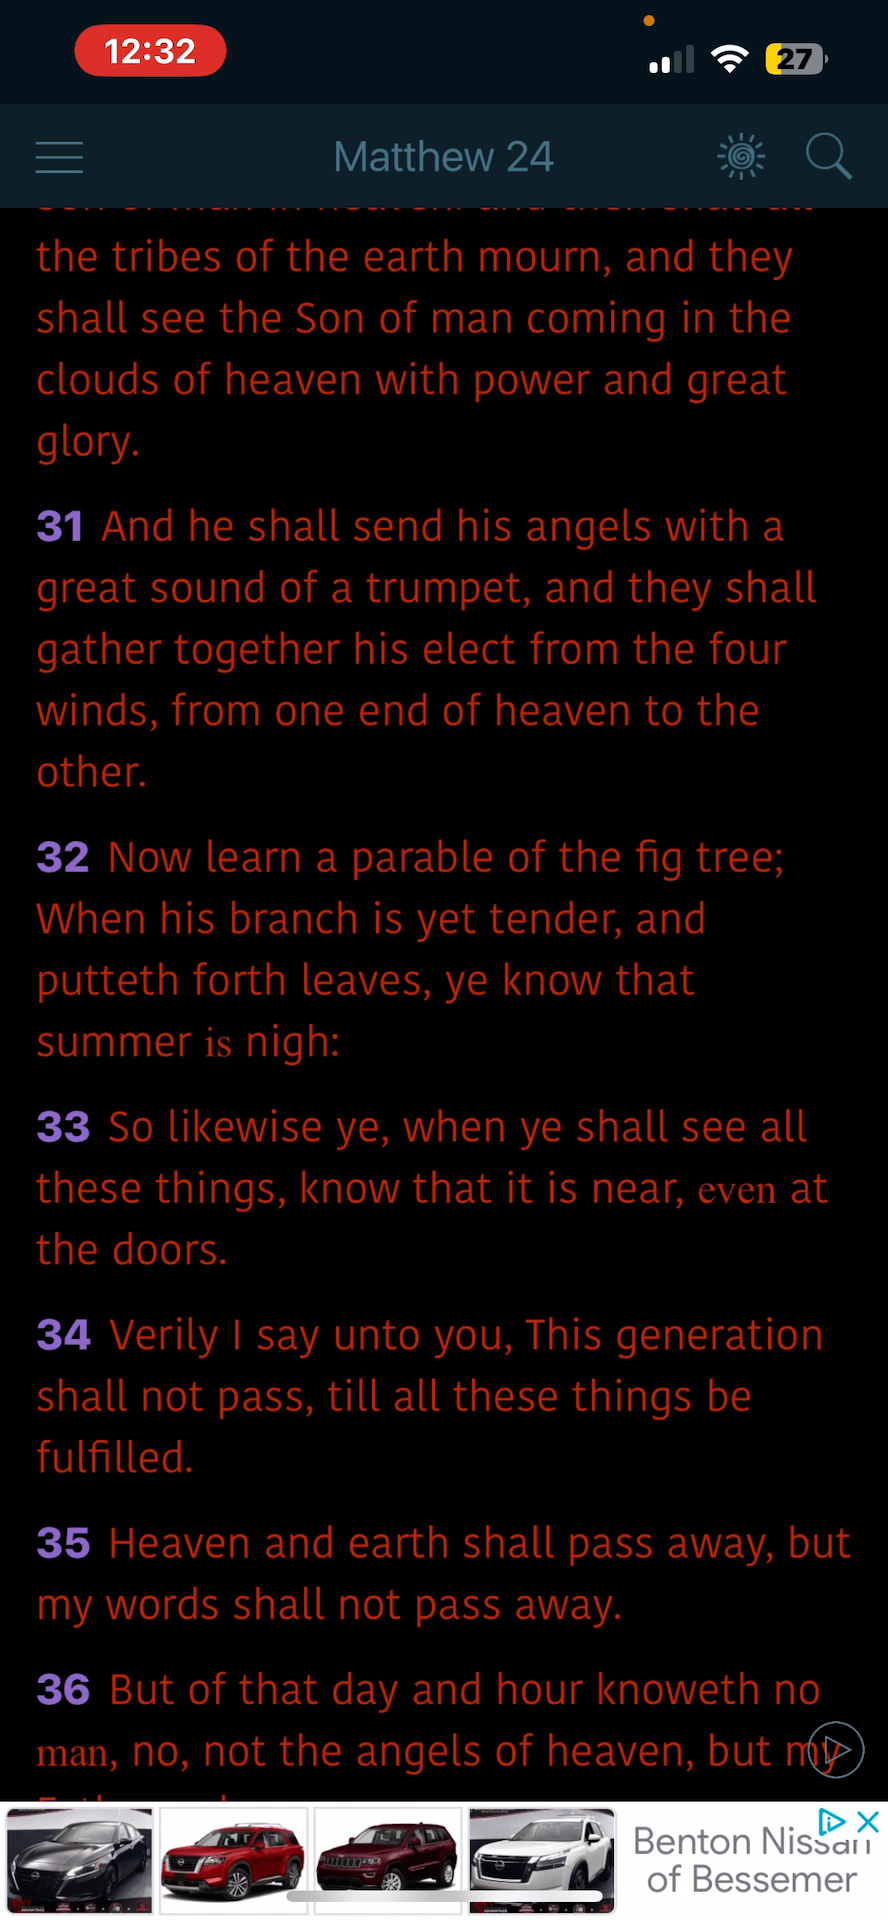 12:32
27
Matthew 24
the tribes of the earth mourn, and they
shall see the Son of man coming in the
clouds of heaven with power and great
glory.
31 And he shall send his angels with a
great sound of a trumpet, and they shall
gather together his elect from the four
winds, from one end of heaven to the
other.
32 Now learn a parable of the fig tree;
When his branch is yet tender, and
putteth forth leaves, ye know that
summer is nigh:
33 So likewise ye, when ye shall see all
these things, know that it is near, even at
the doors.
34 Verily I say unto you, This generation
shall not pass, till all these things be
fulfilled.
35 Heaven and earth shall pass away, but
my words shall not pass away.
36 But of that day and hour knoweth no
man, no, not the angels of heaven, but my
Benton Nissan
of Bessemer